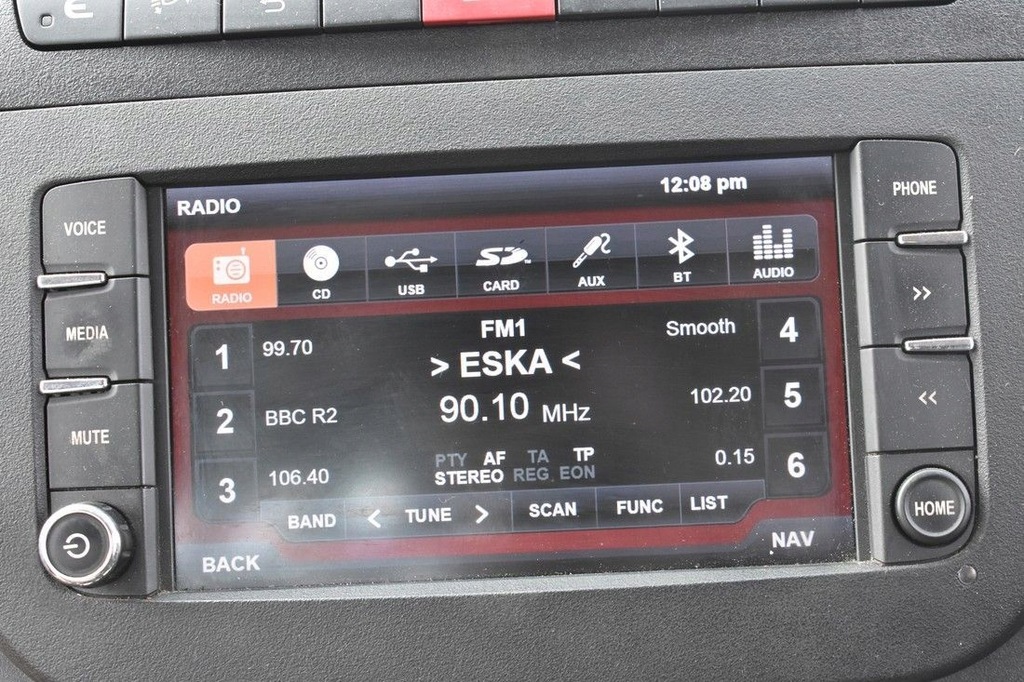 RADIO
12:08 pm
VOICE
MEDIA
MUTE
PHONE
>>
<<
HOME
RADIO CD USB CARD AUX BT AUDIO
FM1
> ESKA <
90.10 MHz
1 99.70
2 BBC R2
3 106.40
Smooth 4
102.20 5
0.15 6
PTY AF TA TP
STEREO REG EON
BAND < TUNE > SCAN FUNC LIST
BACK
NAV